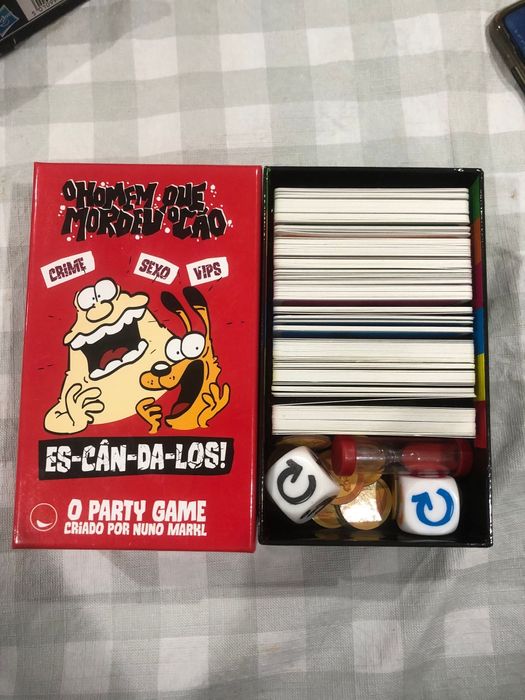 O HOMEM QUE
MORDEU O CÃO
CRIME
SEXO
VIPS
ES-CÂN-DA-LOS!
O PARTY GAME
CRIADO POR NUNO MARKL